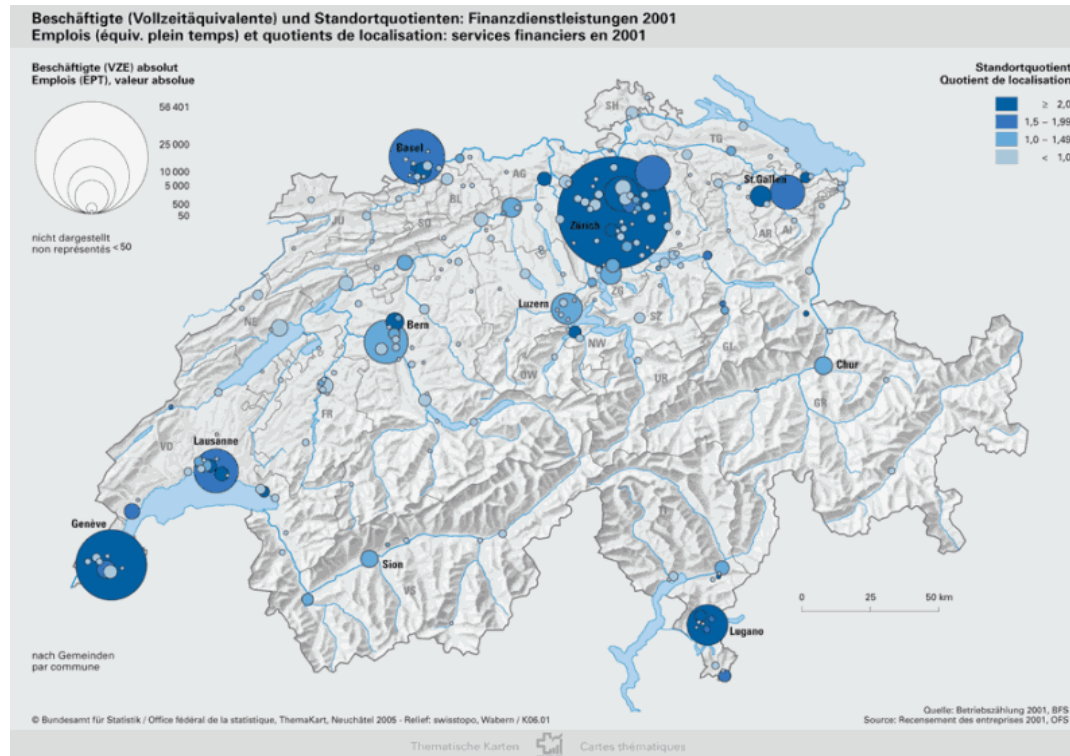 Beschäftigte (Vollzeitäquivalente) und Standortquotienten: Finanzdienstleistungen 2001
Emplois (équiv. plein temps) et quotients de localisation: services financiers en 2001
Beschäftigte (VZE) absolut
Emplois (EPT), valeur absolue
56 401
25 000
10 000
5 000
500
50
nicht dargestellt
non représentés <50
Standortquotient
Quotient de localisation
≥ 2,0
1,5 – 1,99
1,0 – 1,49
< 1,0
SH
Basel
TG
AG
St.Gallen
BL
JU
SO
Zürich
AR
AI
ZG
Luzern
SZ
NE
Bern
NW
GL
OW
UR
Chur
FR
GR
VD
Lausanne
Genève
Sion
VS
0 25 50 km
Lugano
nach Gemeinden
par commune
© Bundesamt für Statistik / Office fédéral de la statistique, ThemaKart, Neuchâtel 2005 - Relief: swisstopo, Wabern / K06.01
Quelle: Betriebszählung 2001, BFS
Source: Recensement des entreprises 2001, OFS
Thematische Karten Cartes thématiques